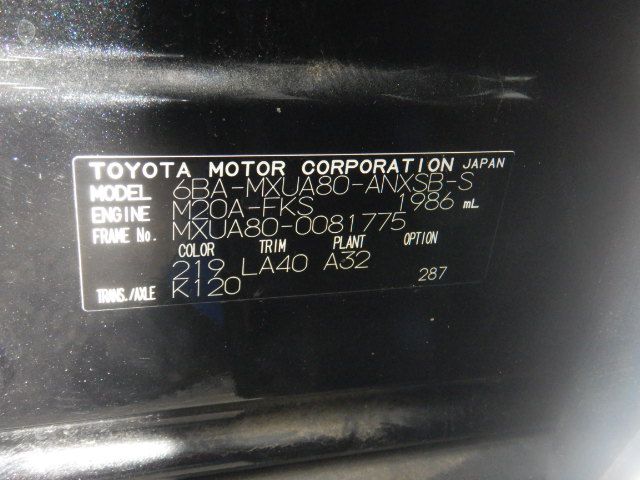 TOYOTA MOTOR CORPORATION JAPAN
MODEL 6BA-MXUA80-ANXSB-S
ENGINE M20A-FKS 1986 mL
FRAME No. MXUA80-0081775
COLOR TRIM PLANT OPTION
219 LA40 A32
TRANS./AXLE K120 287